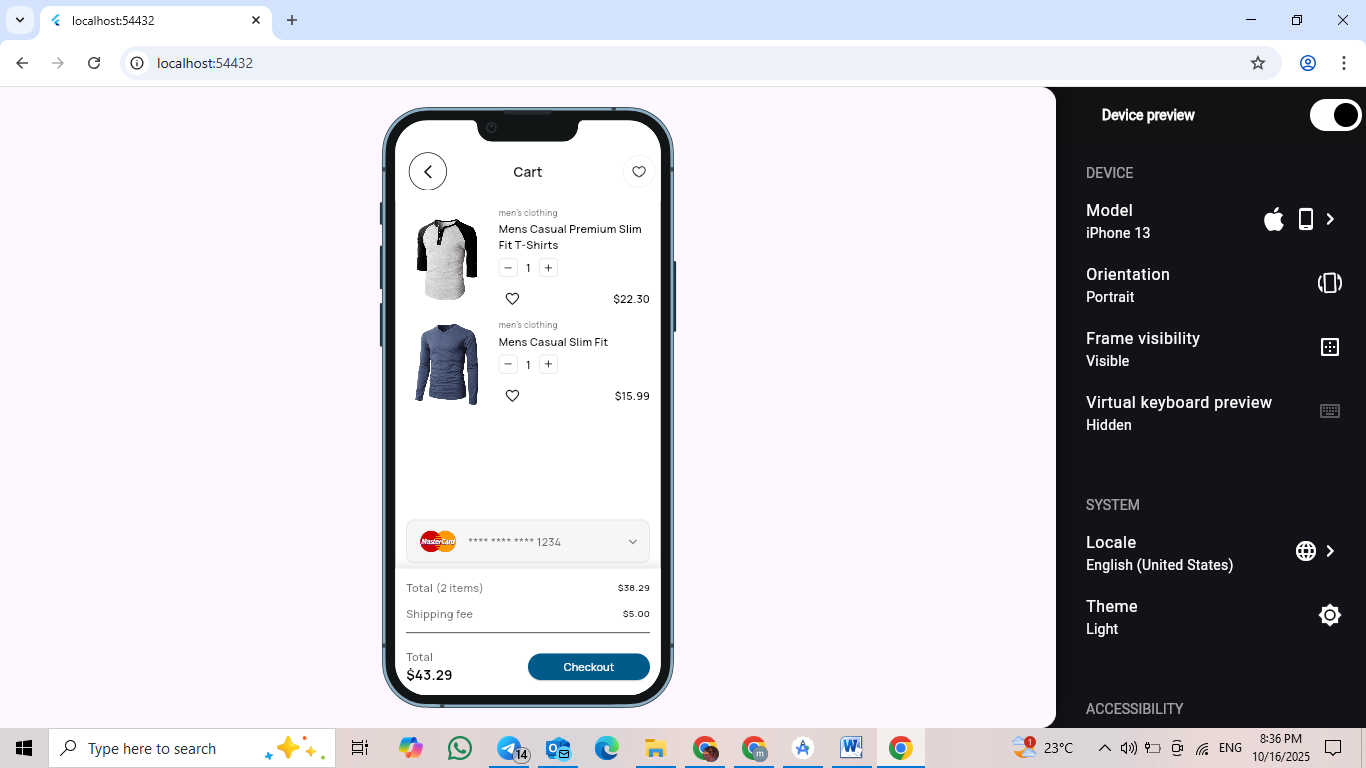 localhost:54432
localhost:54432
Device preview
DEVICE
Model
iPhone 13
Orientation
Portrait
Frame visibility
Visible
Virtual keyboard preview
Hidden
SYSTEM
Locale
English (United States)
Theme
Light
ACCESSIBILITY
Cart
men's clothing
Mens Casual Premium Slim
Fit T-Shirts
− 1 +
$22.30
men's clothing
Mens Casual Slim Fit
− 1 +
$15.99
MasterCard **** **** **** 1234
Total (2 items) $38.29
Shipping fee $5.00
Total
$43.29
Checkout
Type here to search
14
m
W
1
23°C
ENG
8:36 PM
10/16/2025